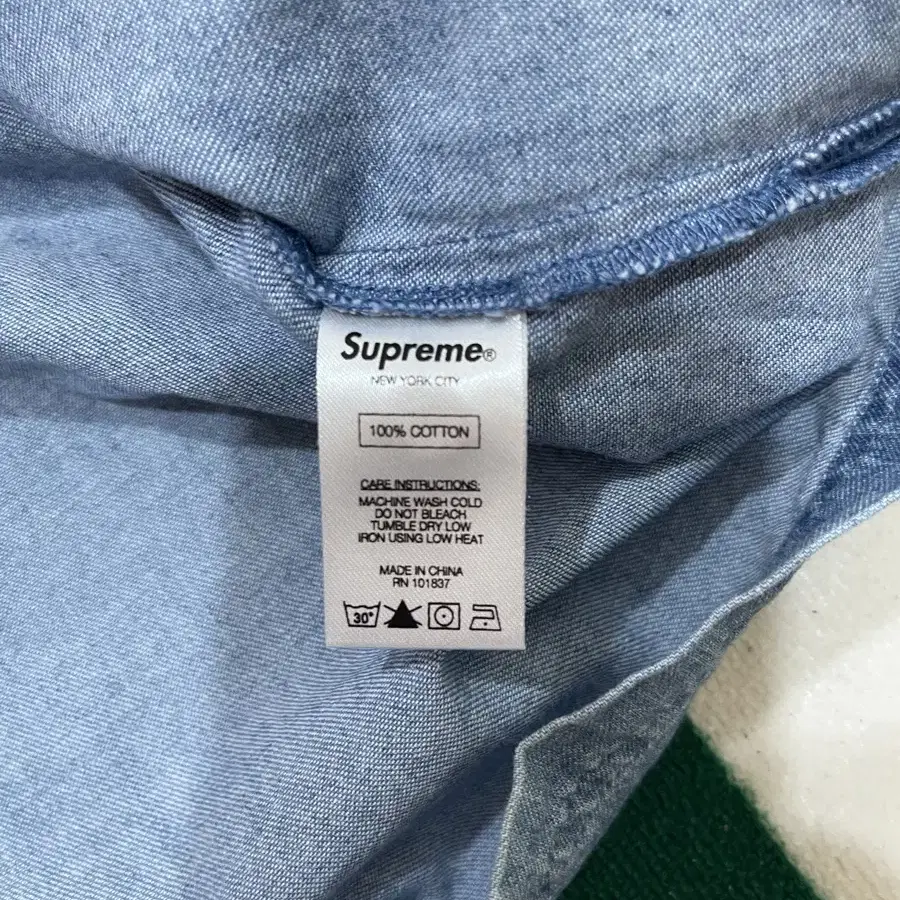 Supreme®
NEW YORK CITY
100% COTTON
CARE INSTRUCTIONS:
MACHINE WASH COLD
DO NOT BLEACH
TUMBLE DRY LOW
IRON USING LOW HEAT
MADE IN CHINA
RN 101837
30°